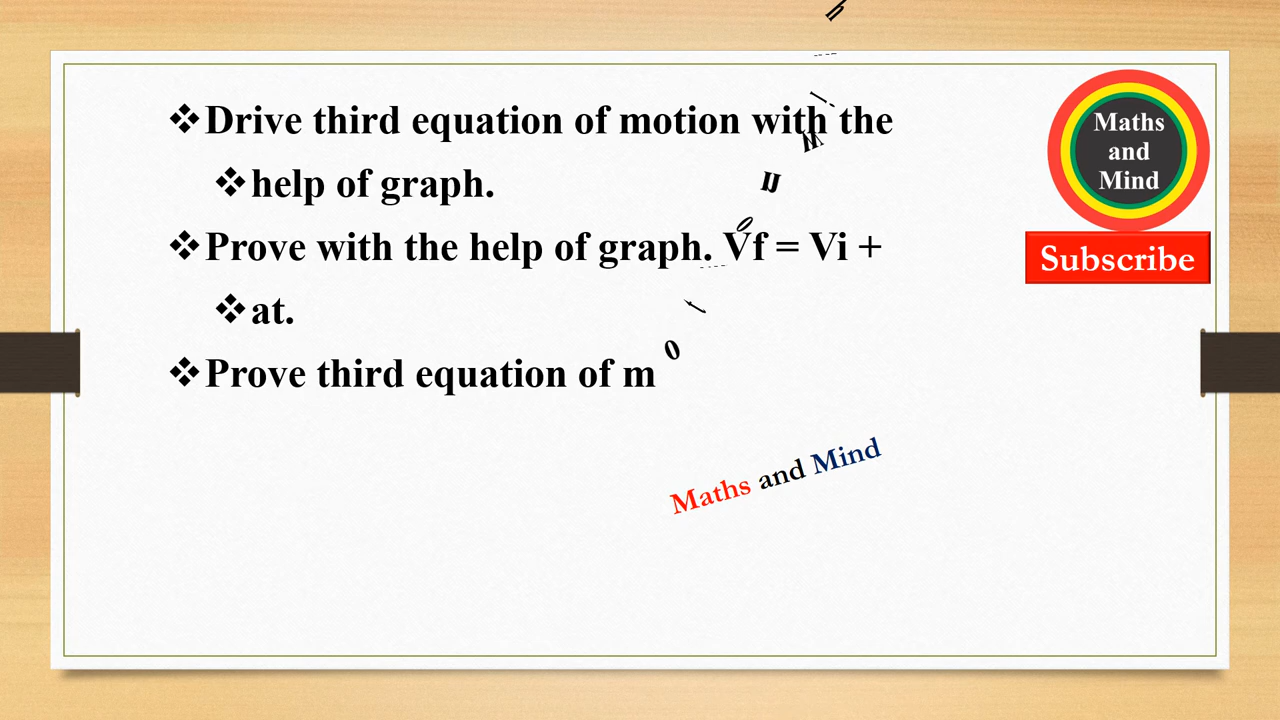 ❖Drive third equation of motion with the
❖help of graph.
❖Prove with the help of graph. Vf = Vi +
❖at.
❖Prove third equation of m
Maths
and
Mind
Subscribe
Maths and Mind